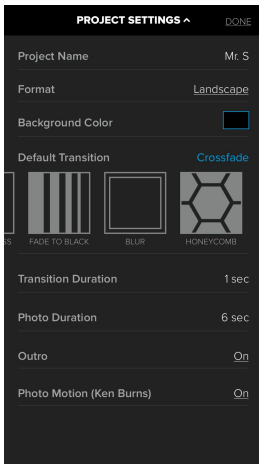 PROJECT SETTINGS DONE
Project Name Mr. S
Format Landscape
Background Color
Default Transition Crossfade
SS FADE TO BLACK BLUR HONEYCOMB
Transition Duration 1 sec
Photo Duration 6 sec
Outro On
Photo Motion (Ken Burns) On